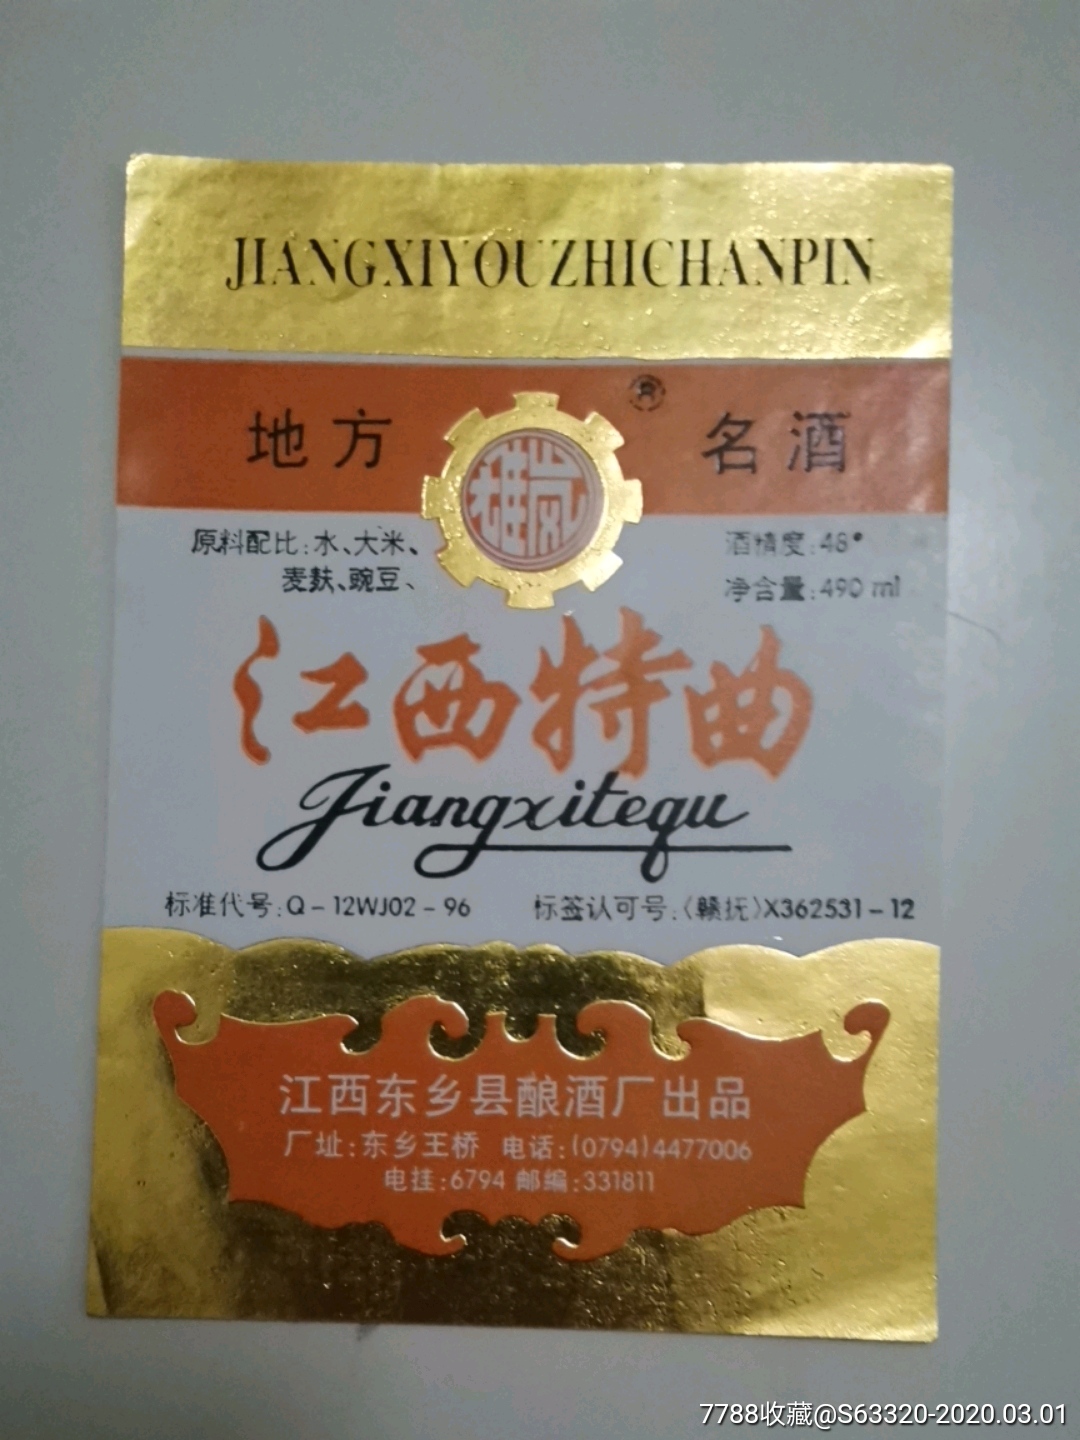 JIANGXIYOUZHICHANPIN
地方 ® 名酒
雄岚
原料配比:水、大米、
麦麸、豌豆、
酒精度:48°
净含量:490 ml
江西特曲
Jiangxitequ
标准代号:Q-12WJ02-96 标签认可号:〈赣抚〉X362531-12
江西东乡县酿酒厂出品
厂址:东乡王桥 电话:(0794)4477006
电挂:6794 邮编:331811
7788收藏@S63320-2020.03.01